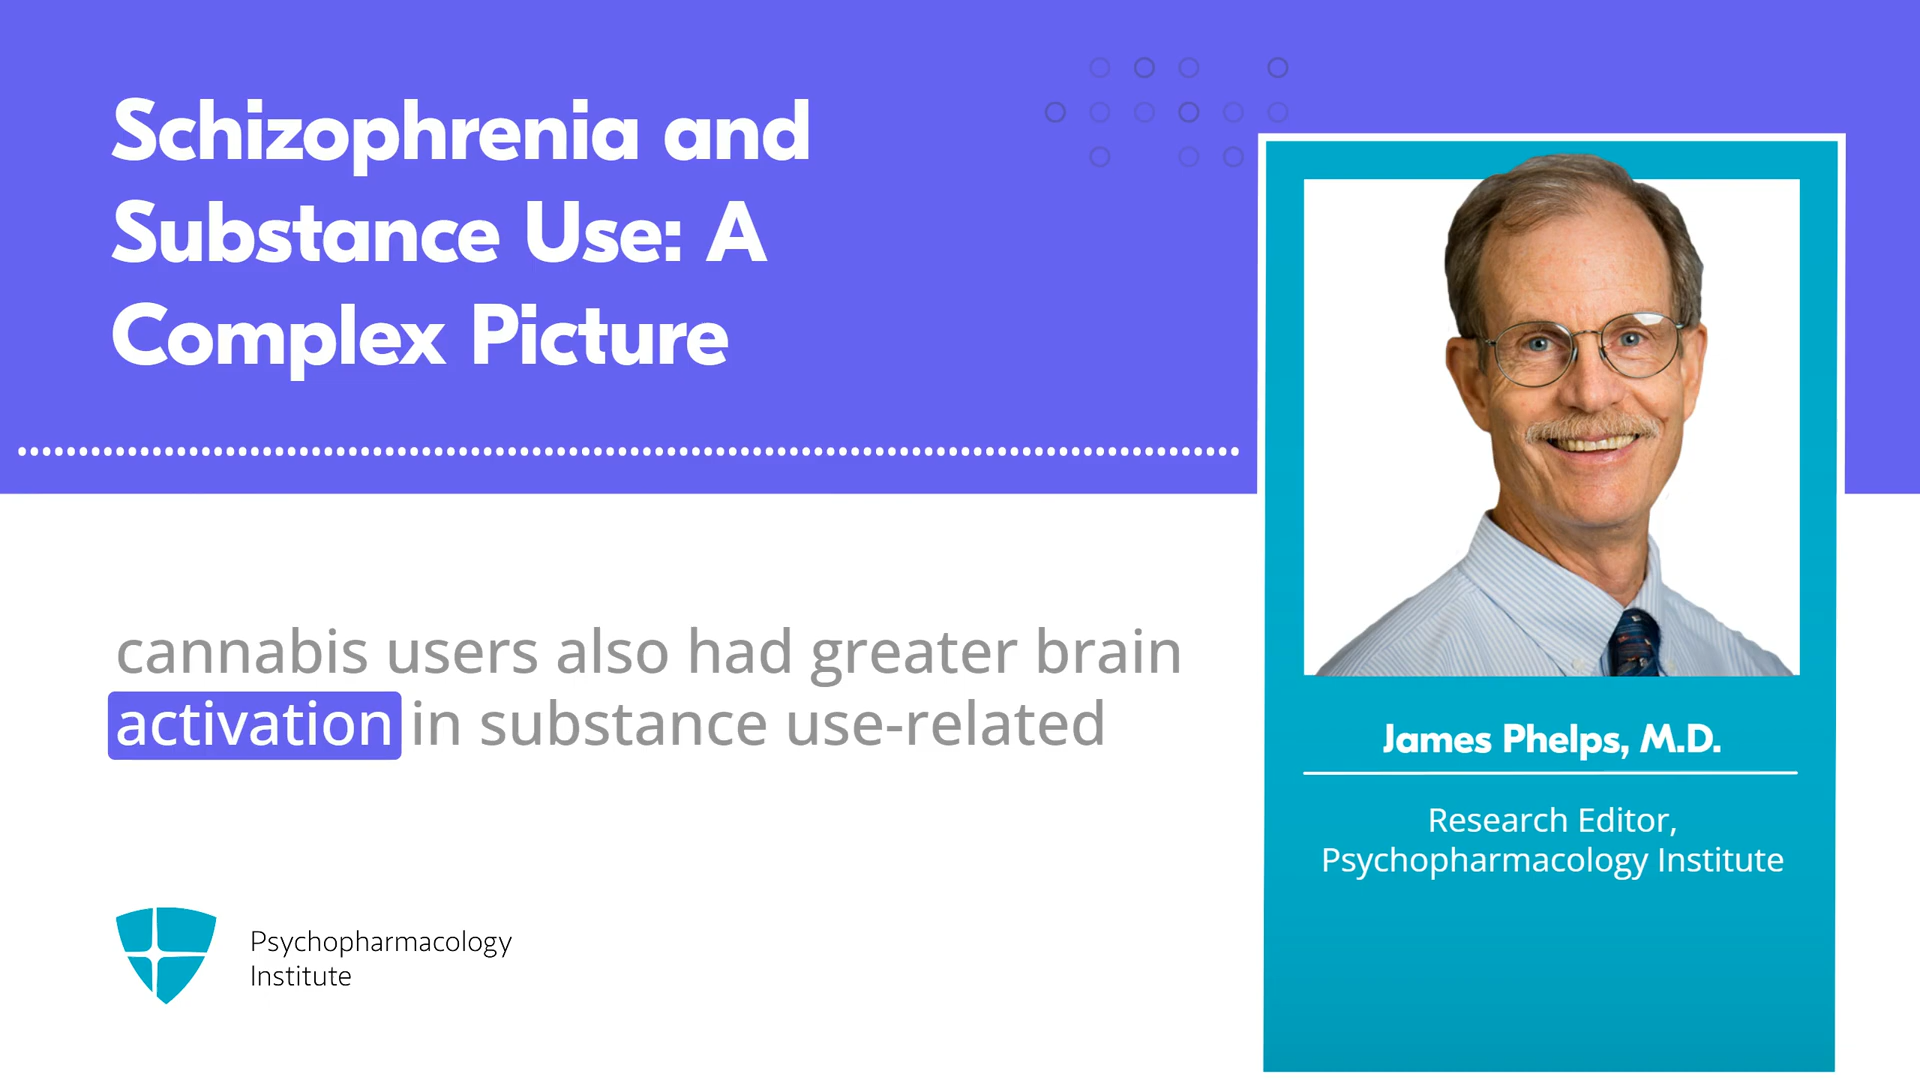 Schizophrenia and
Substance Use: A
Complex Picture
cannabis users also had greater brain
activation in substance use-related
James Phelps, M.D.
Research Editor,
Psychopharmacology Institute
Psychopharmacology
Institute